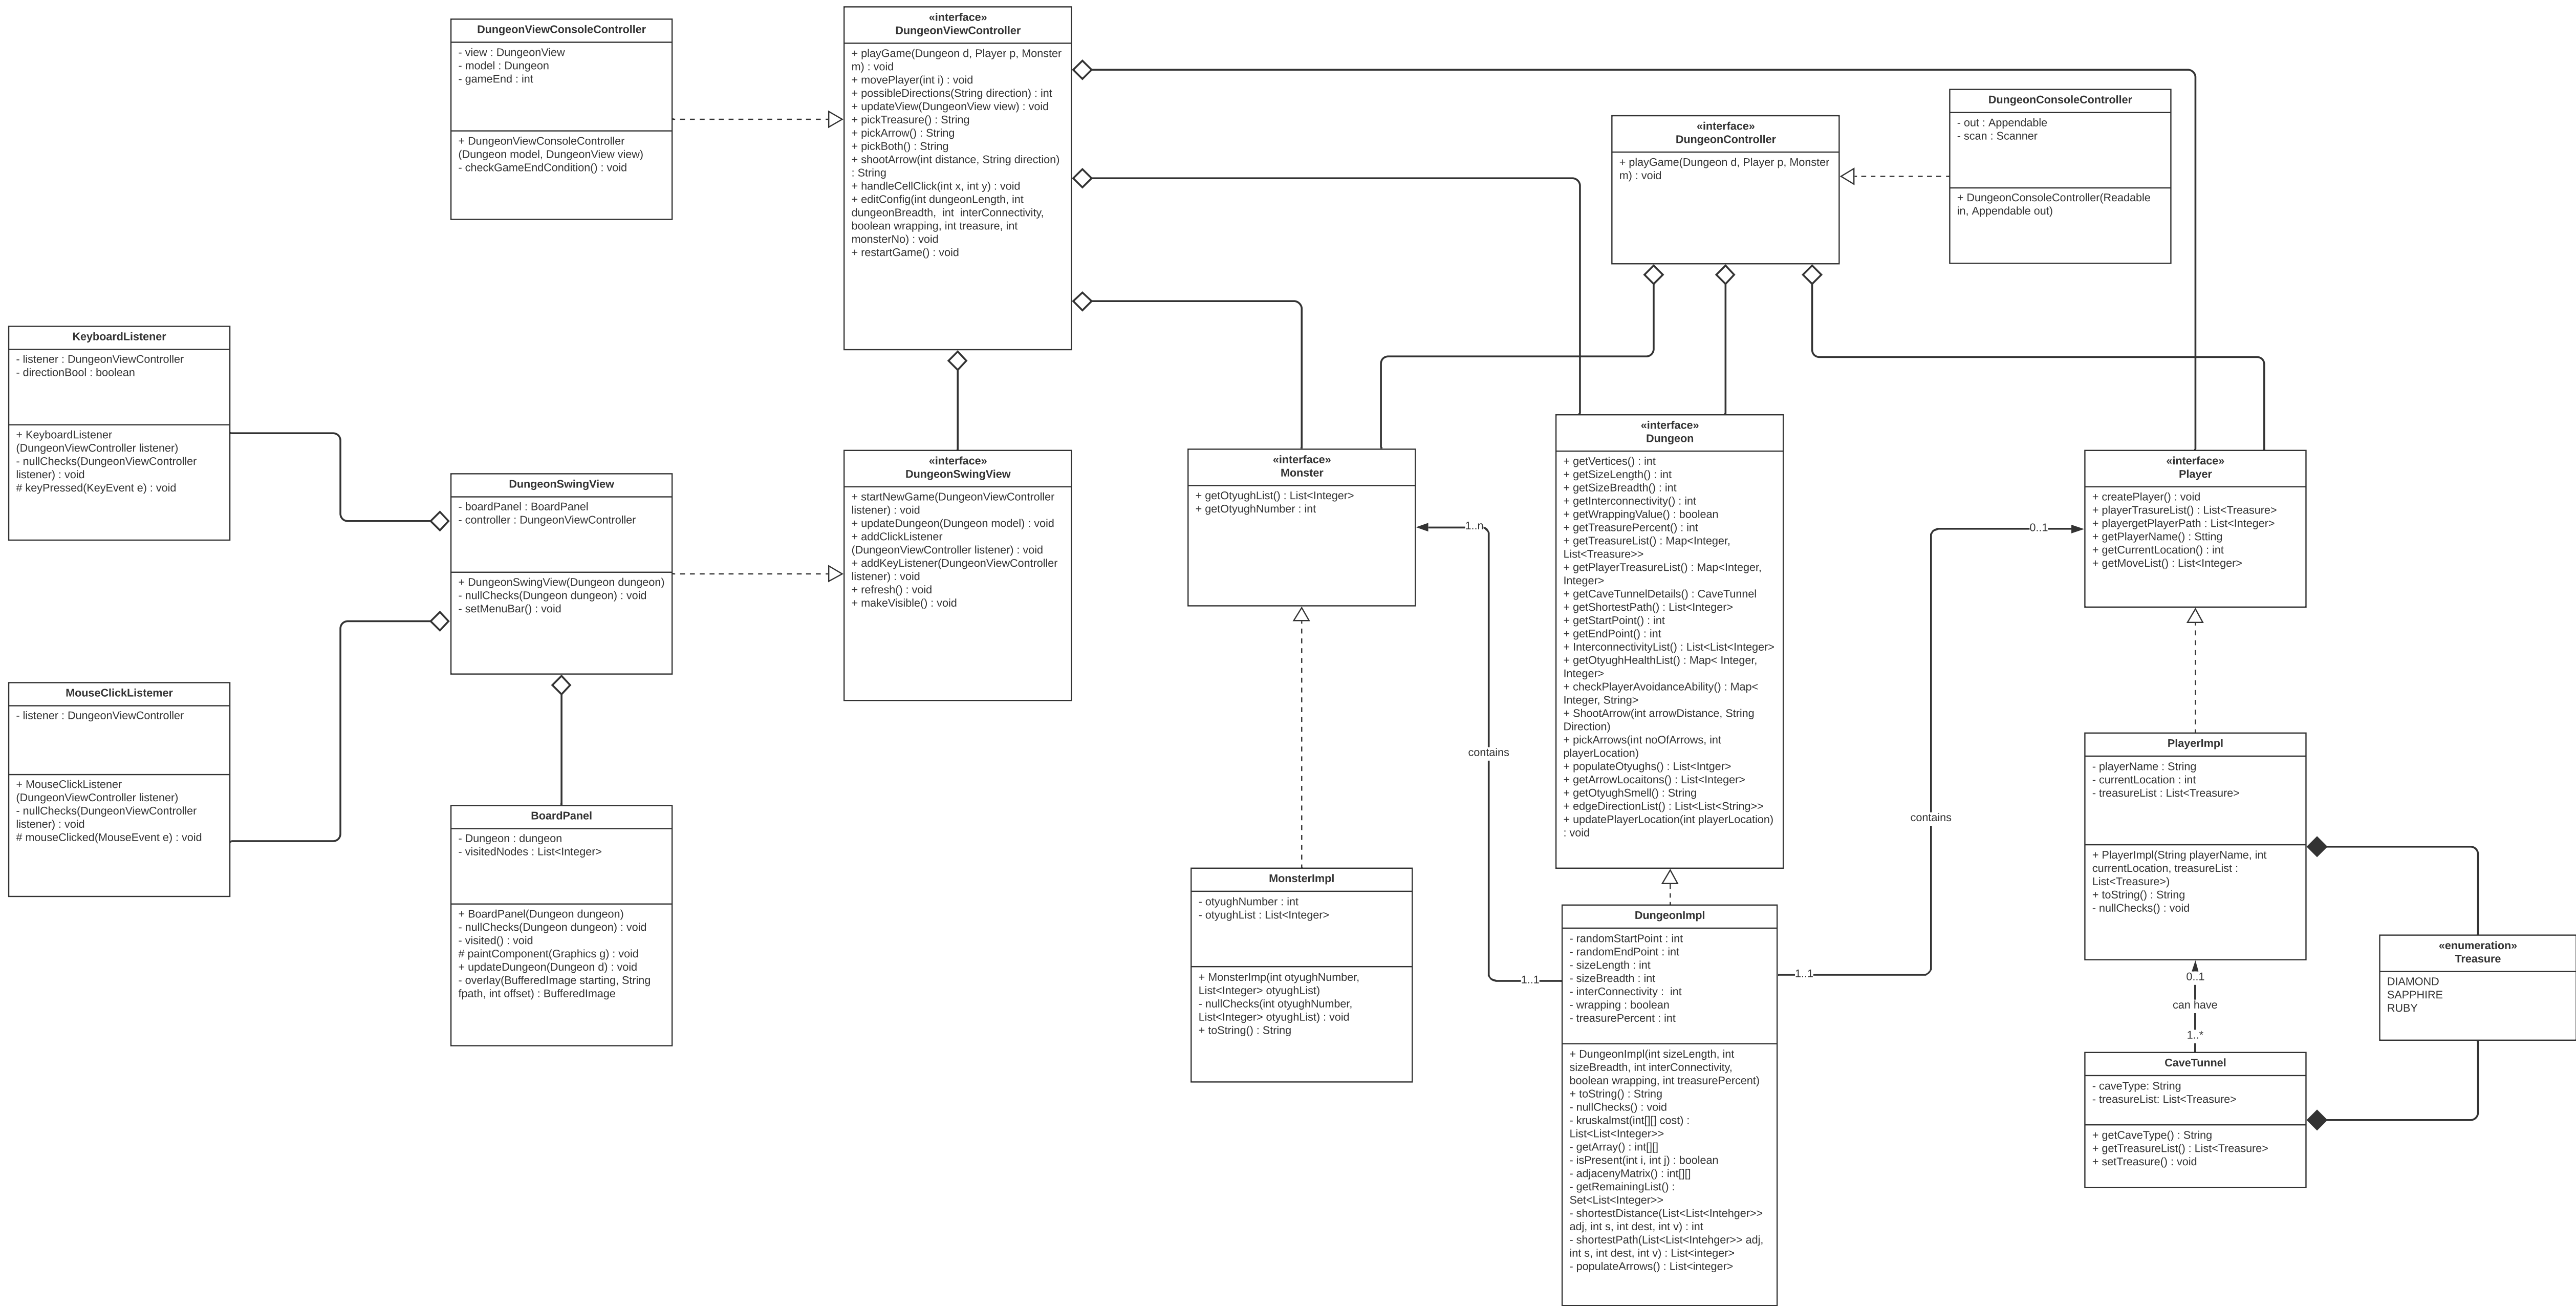 DungeonViewConsoleController
- view : DungeonView
- model : Dungeon
- gameEnd : int
+ DungeonViewConsoleController
(Dungeon model, DungeonView view)
- checkGameEndCondition() : void
«interface»
DungeonViewController
+ playGame(Dungeon d, Player p, Monster
m) : void
+ movePlayer(int i) : void
+ possibleDirections(String direction) : int
+ updateView(DungeonView view) : void
+ pickTreasure() : String
+ pickArrow() : String
+ pickBoth() : String
+ shootArrow(int distance, String direction)
: String
+ handleCellClick(int x, int y) : void
+ editConfig(int dungeonLength, int
dungeonBreadth,  int  interConnectivity,
boolean wrapping, int treasure, int
monsterNo) : void
+ restartGame() : void
«interface»
DungeonController
+ playGame(Dungeon d, Player p, Monster
m) : void
DungeonConsoleController
- out : Appendable
- scan : Scanner
+ DungeonConsoleController(Readable
in, Appendable out)
KeyboardListener
- listener : DungeonViewController
- directionBool : boolean
+ KeyboardListener
(DungeonViewController listener)
- nullChecks(DungeonViewController
listener) : void
# keyPressed(KeyEvent e) : void
DungeonSwingView
- boardPanel : BoardPanel
- controller : DungeonViewController
+ DungeonSwingView(Dungeon dungeon)
- nullChecks(Dungeon dungeon) : void
- setMenuBar() : void
«interface»
DungeonSwingView
+ startNewGame(DungeonViewController
listener) : void
+ updateDungeon(Dungeon model) : void
+ addClickListener
(DungeonViewController listener) : void
+ addKeyListener(DungeonViewController
listener) : void
+ refresh() : void
+ makeVisible() : void
«interface»
Monster
+ getOtyughList() : List<Integer>
+ getOtyughNumber : int
«interface»
Dungeon
+ getVertices() : int
+ getSizeLength() : int
+ getSizeBreadth() : int
+ getInterconnectivity() : int
+ getWrappingValue() : boolean
+ getTreasurePercent() : int
+ getTreasureList() : Map<Integer,
List<Treasure>>
+ getPlayerTreasureList() : Map<Integer,
Integer>
+ getCaveTunnelDetails() : CaveTunnel
+ getShortestPath() : List<Integer>
+ getStartPoint() : int
+ getEndPoint() : int
+ InterconnectivityList() : List<List<Integer>
+ getOtyughHealthList() : Map< Integer,
Integer>
+ checkPlayerAvoidanceAbility() : Map<
Integer, String>
+ ShootArrow(int arrowDistance, String
Direction)
+ pickArrows(int noOfArrows, int
playerLocation)
+ populateOtyughs() : List<Intger>
+ getArrowLocaitons() : List<Integer>
+ getOtyughSmell() : String
+ edgeDirectionList() : List<List<String>>
+ updatePlayerLocation(int playerLocation)
: void
«interface»
Player
+ createPlayer() : void
+ playerTrasureList() : List<Treasure>
+ playergetPlayerPath : List<Integer>
+ getPlayerName() : Stting
+ getCurrentLocation() : int
+ getMoveList() : List<Integer>
1..n
contains
1..1
0..1
contains
1..1
MouseClickListemer
- listener : DungeonViewController
+ MouseClickListener
(DungeonViewController listener)
- nullChecks(DungeonViewController
listener) : void
# mouseClicked(MouseEvent e) : void
BoardPanel
- Dungeon : dungeon
- visitedNodes : List<Integer>
+ BoardPanel(Dungeon dungeon)
- nullChecks(Dungeon dungeon) : void
- visited() : void
# paintComponent(Graphics g) : void
+ updateDungeon(Dungeon d) : void
- overlay(BufferedImage starting, String
fpath, int offset) : BufferedImage
MonsterImpl
- otyughNumber : int
- otyughList : List<Integer>
+ MonsterImp(int otyughNumber,
List<Integer> otyughList)
- nullChecks(int otyughNumber,
List<Integer> otyughList) : void
+ toString() : String
DungeonImpl
- randomStartPoint : int
- randomEndPoint : int
- sizeLength : int
- sizeBreadth : int
- interConnectivity :  int
- wrapping : boolean
- treasurePercent : int
+ DungeonImpl(int sizeLength, int
sizeBreadth, int interConnectivity,
boolean wrapping, int treasurePercent)
+ toString() : String
- nullChecks() : void
- kruskalmst(int[][] cost) :
List<List<Integer>>
- getArray() : int[][]
- isPresent(int i, int j) : boolean
- adjacenyMatrix() : int[][]
- getRemainingList() :
Set<List<Integer>>
- shortestDistance(List<List<Intehger>>
adj, int s, int dest, int v) : int
- shortestPath(List<List<Intehger>> adj,
int s, int dest, int v) : List<integer>
- populateArrows() : List<integer>
PlayerImpl
- playerName : String
- currentLocation : int
- treasureList : List<Treasure>
+ PlayerImpl(String playerName, int
currentLocation, treasureList :
List<Treasure>)
+ toString() : String
- nullChecks() : void
«enumeration»
Treasure
DIAMOND
SAPPHIRE
RUBY
0..1
can have
1..*
CaveTunnel
- caveType: String
- treasureList: List<Treasure>
+ getCaveType() : String
+ getTreasureList() : List<Treasure>
+ setTreasure() : void